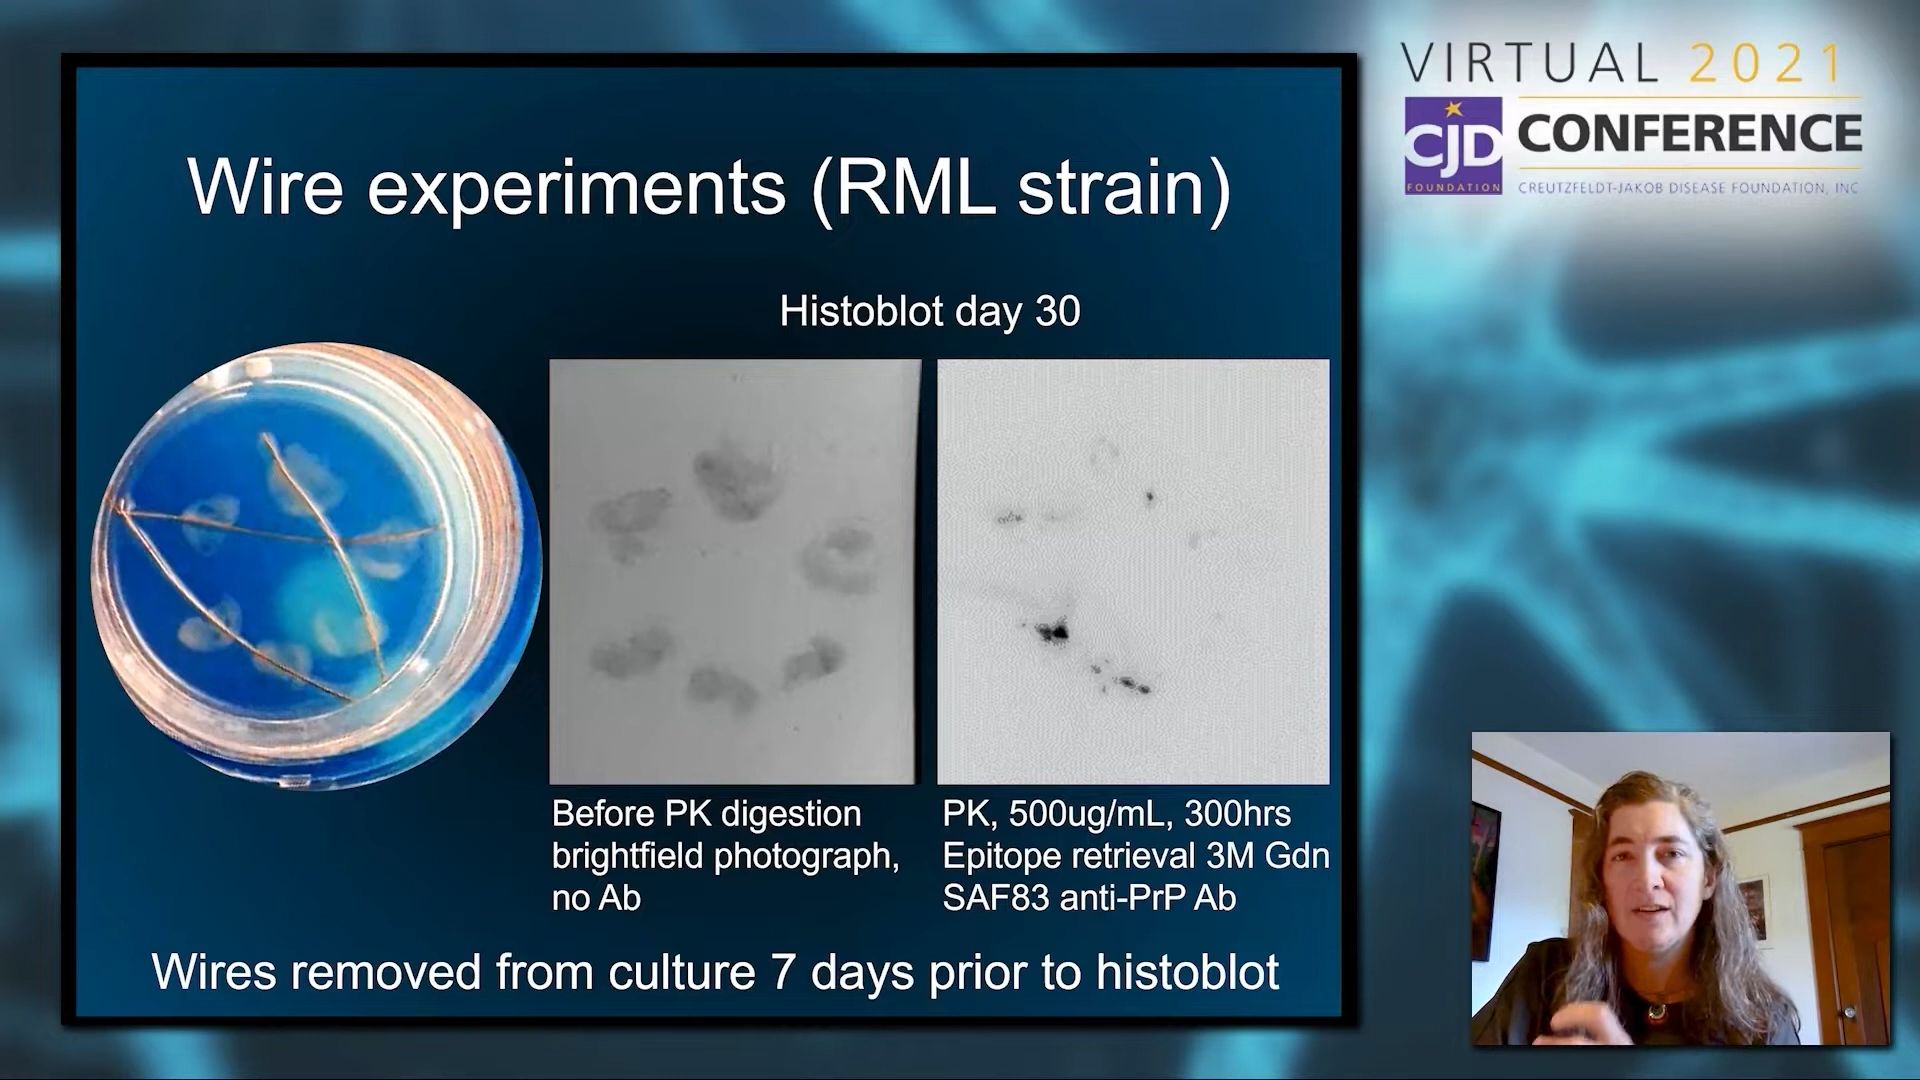 VIRTUAL 2021
CJD
FOUNDATION
CONFERENCE
CREUTZFELDT-JAKOB DISEASE FOUNDATION, INC
Wire experiments (RML strain)
Histoblot day 30
Before PK digestion
brightfield photograph,
no Ab
PK, 500ug/mL, 300hrs
Epitope retrieval 3M Gdn
SAF83 anti-PrP Ab
Wires removed from culture 7 days prior to histoblot